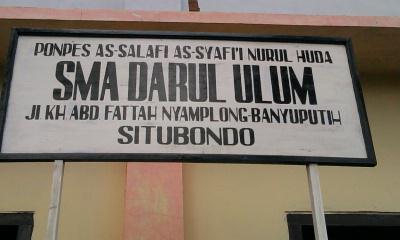 PONPES AS-SALAFI AS-SYAFI'I NURUL HUDA
SMA DARUL ULUM
Jl KH ABD FATTAH NYAMPLONG-BANYUPUTIH
SITUBONDO